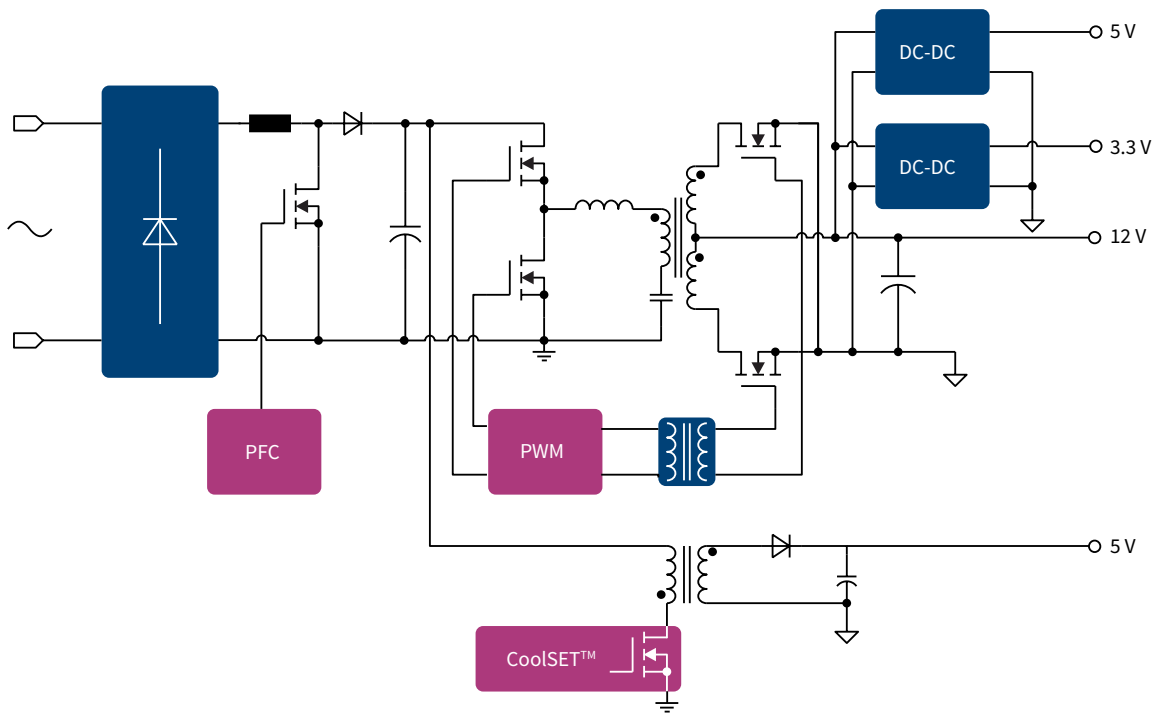 5 V
DC-DC
3.3 V
DC-DC
12 V
PFC
PWM
5 V
CoolSET™